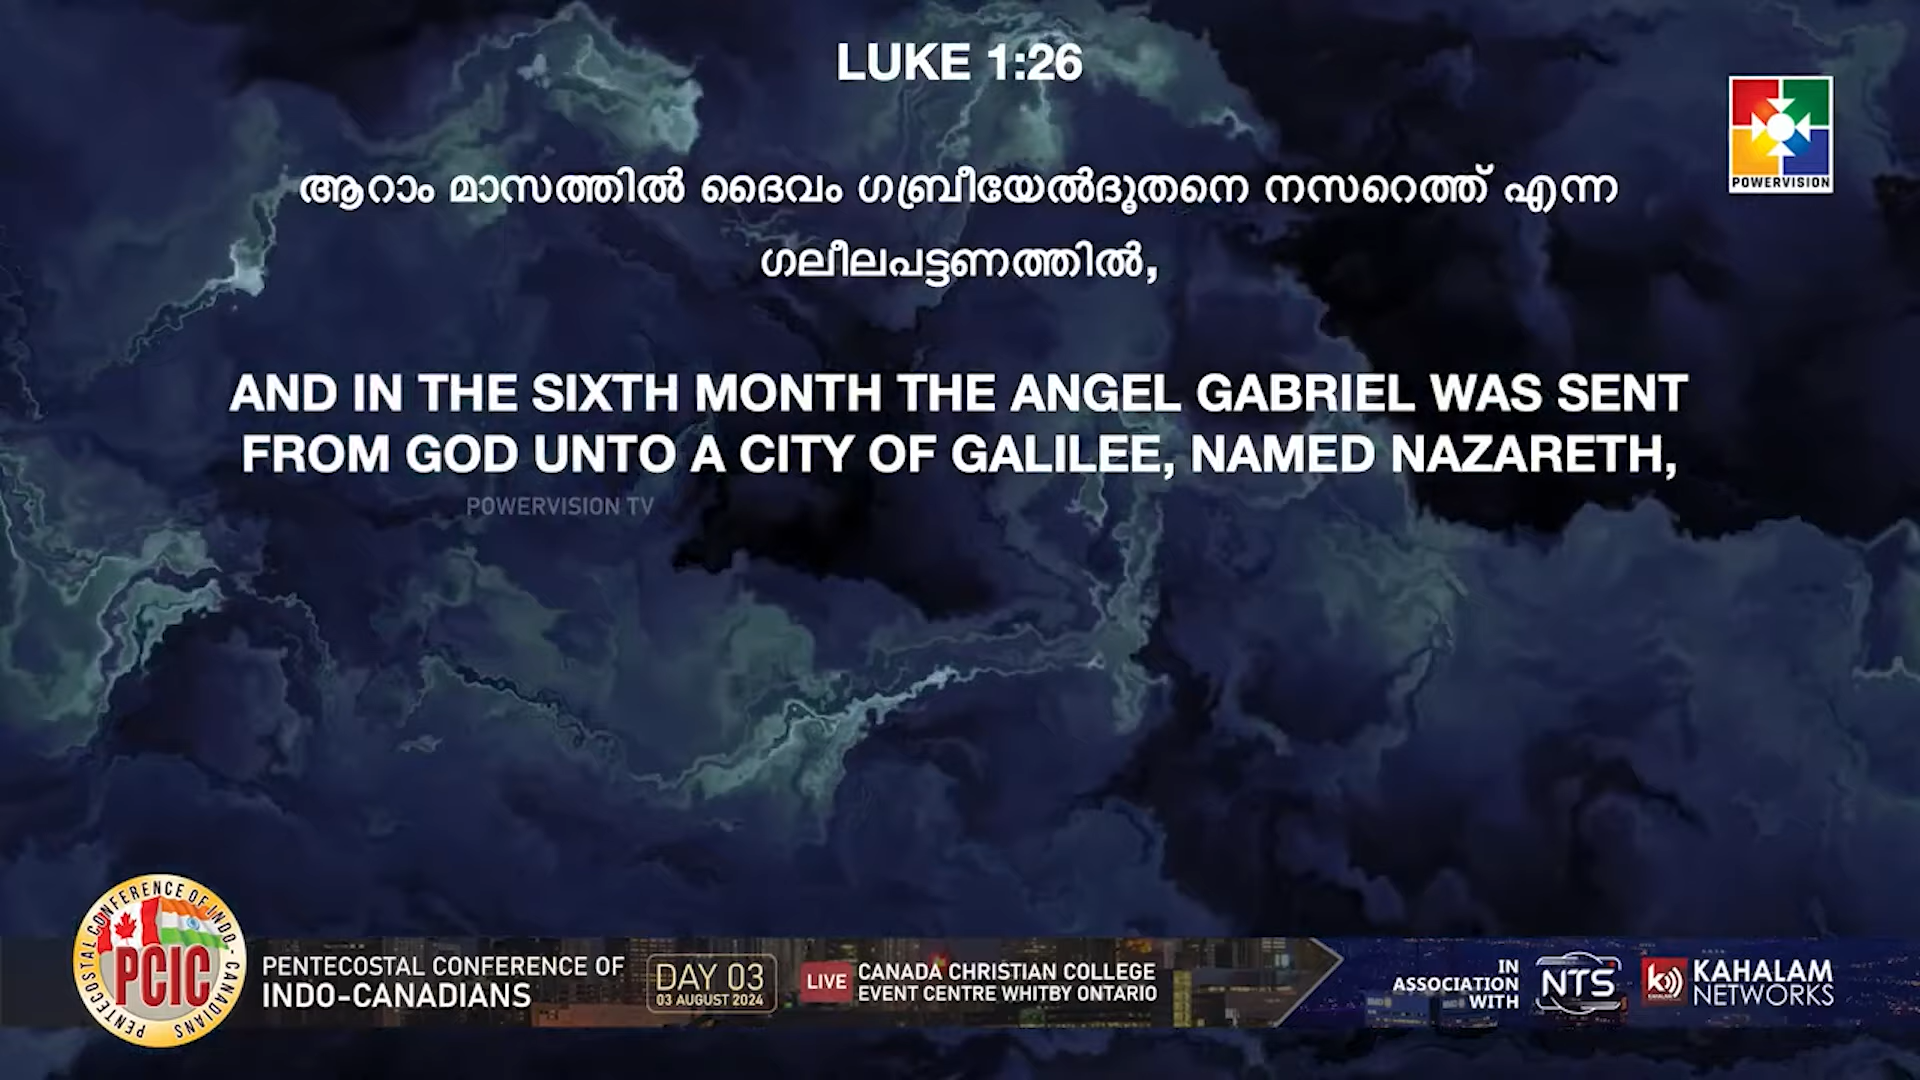 LUKE 1:26
POWERVISION
ആറാം മാസത്തിൽ ദൈവം ഗബ്രീയേൽദൂതനെ നസറെത്ത് എന്ന
ഗലീലപട്ടണത്തിൽ,
AND IN THE SIXTH MONTH THE ANGEL GABRIEL WAS SENT
FROM GOD UNTO A CITY OF GALILEE, NAMED NAZARETH,
POWERVISION TV
PENTECOSTAL CONFERENCE OF INDO-CANADIANS
PCIC
PENTECOSTAL CONFERENCE OF
INDO-CANADIANS
DAY 03
03 AUGUST 2024
LIVE
CANADA CHRISTIAN COLLEGE
EVENT CENTRE WHITBY ONTARIO
IN
ASSOCIATION
WITH
NTS
KAHALAM
NETWORKS